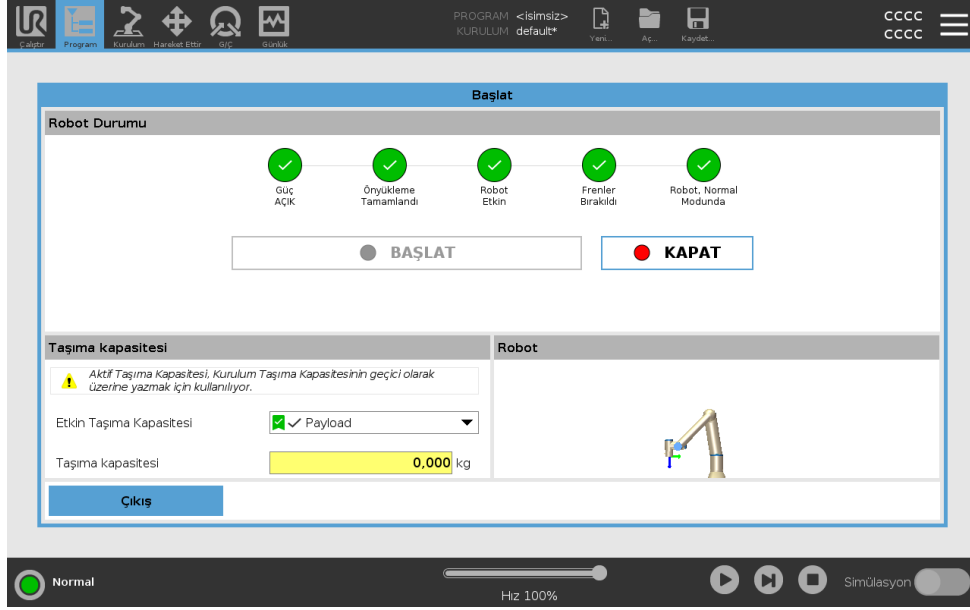 PROGRAM <isimsiz>
KURULUM default*
cccc
cccc
Çalıştır Program Kurulum Hareket Ettir G/Ç Günlük Yeni... Aç... Kaydet...
Başlat
Robot Durumu
Güç
AÇIK
Önyükleme
Tamamlandı
Robot
Etkin
Frenler
Bırakıldı
Robot, Normal
Modunda
BAŞLAT KAPAT
Taşıma kapasitesi
Robot
Aktif Taşıma Kapasitesi, Kurulum Taşıma Kapasitesinin geçici olarak
üzerine yazmak için kullanılıyor.
Etkin Taşıma Kapasitesi Payload
Taşıma kapasitesi 0,000 kg
Çıkış
Normal
Hız 100%
Simülasyon